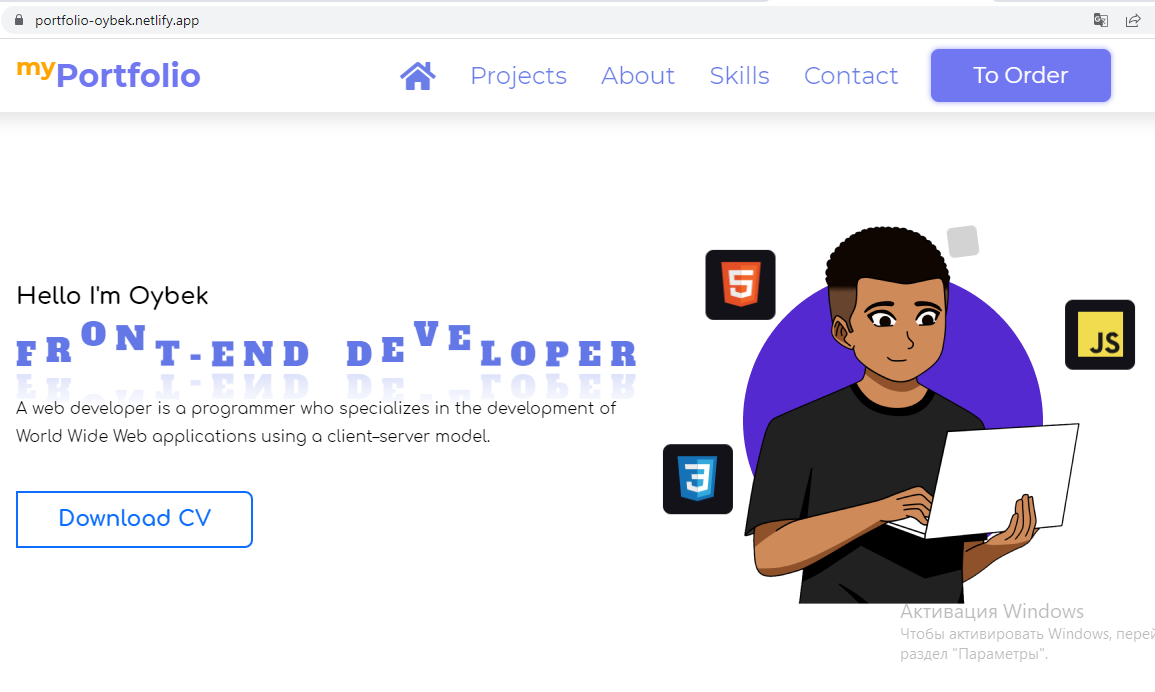 portfolio-oybek.netlify.app
myPortfolio
Projects About Skills Contact To Order
Hello I'm Oybek
FRONT-END DEVELOPER
A web developer is a programmer who specializes in the development of
World Wide Web applications using a client–server model.
Download CV
5
JS
3
Активация Windows
Чтобы активировать Windows, перей
раздел "Параметры".